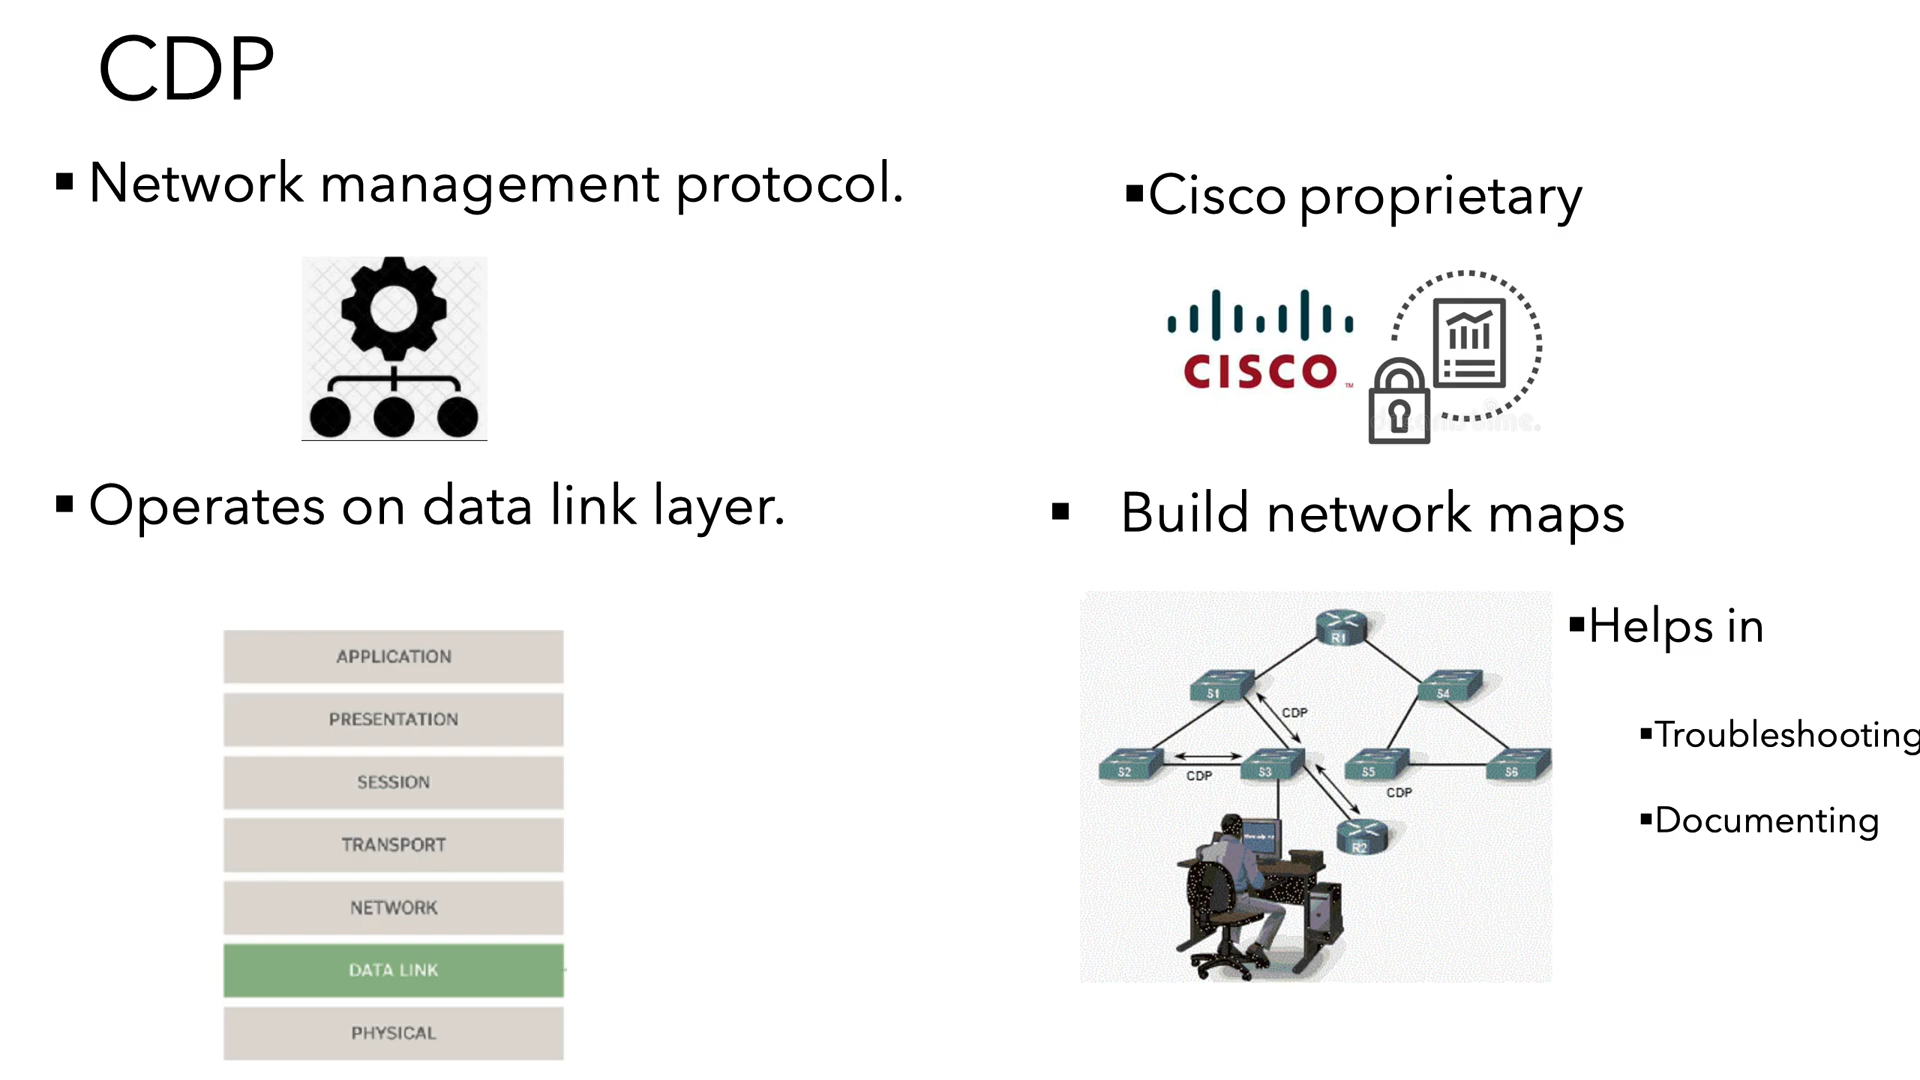 CDP
▪ Network management protocol.
▪Cisco proprietary
CISCO ™
▪ Operates on data link layer.
▪ Build network maps
APPLICATION
PRESENTATION
SESSION
TRANSPORT
NETWORK
DATA LINK
PHYSICAL
R1
S1
S4
CDP
S2
S3
S5
S6
CDP
CDP
R2
▪Helps in
▪Troubleshooting
▪Documenting